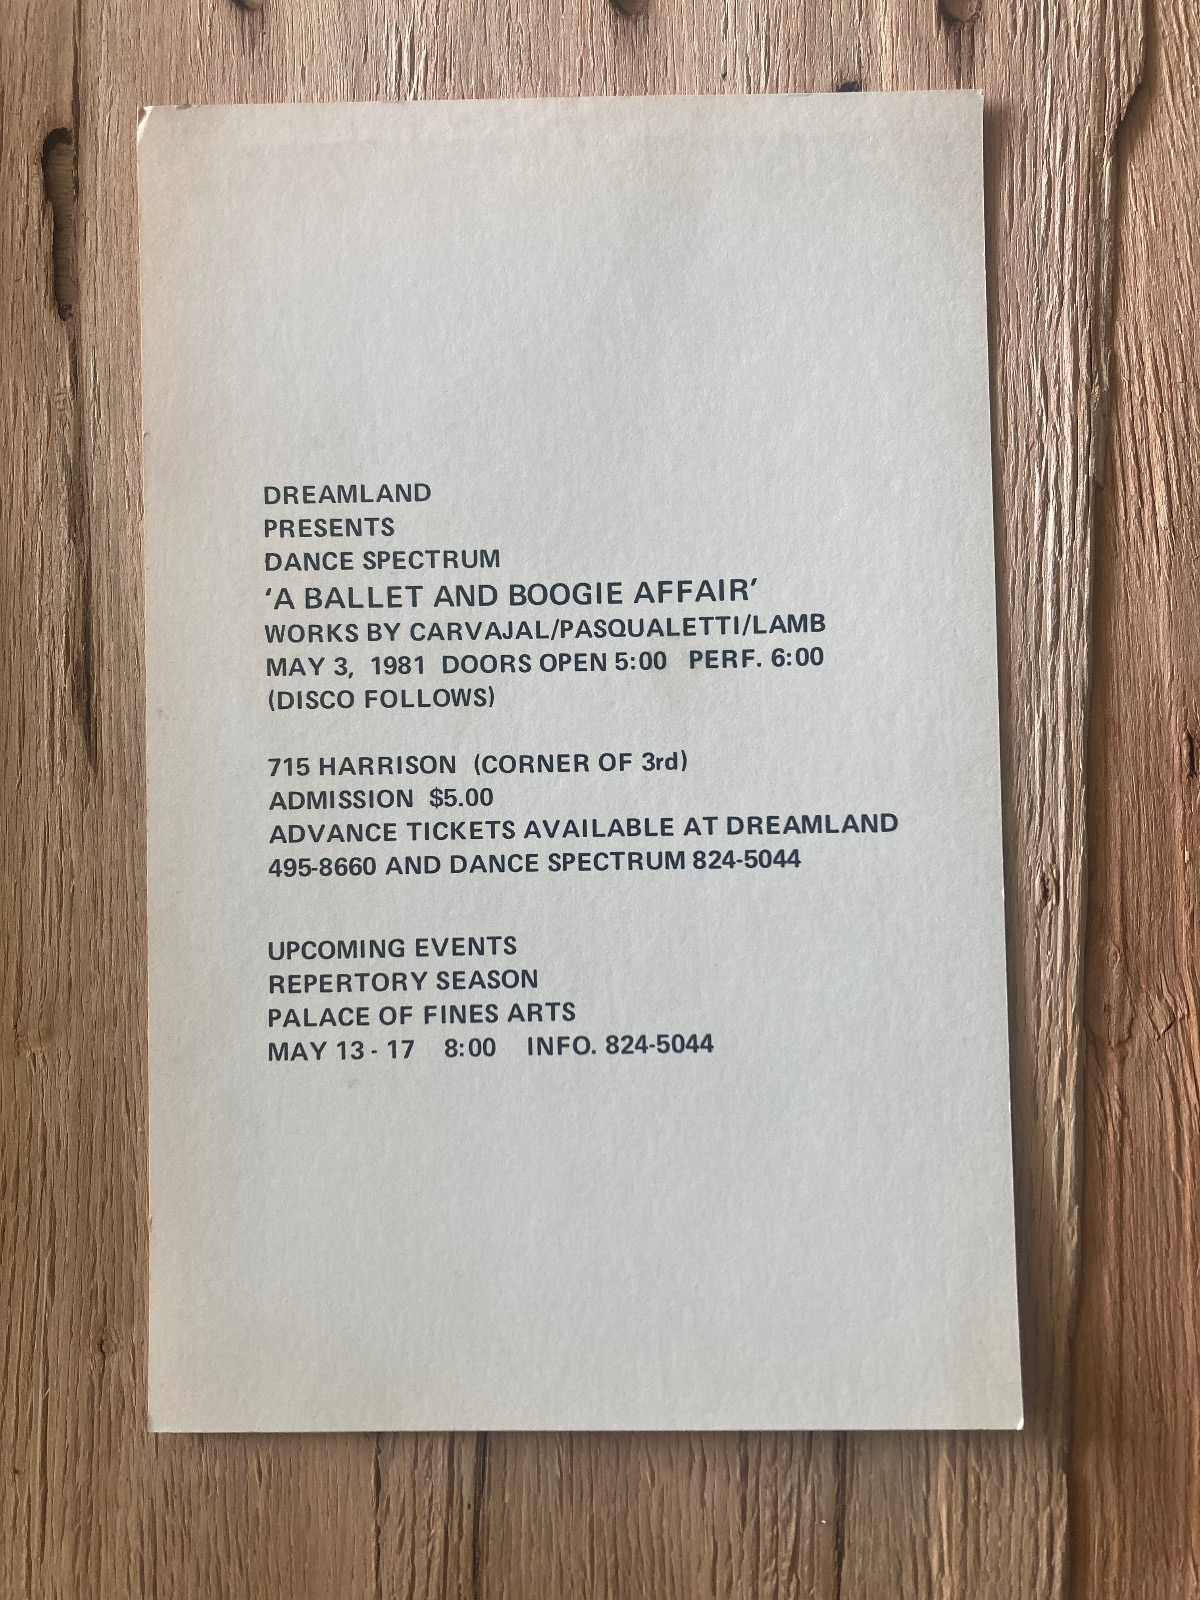 DREAMLAND
PRESENTS
DANCE SPECTRUM
'A BALLET AND BOOGIE AFFAIR'
WORKS BY CARVAJAL/PASQUALETTI/LAMB
MAY 3, 1981 DOORS OPEN 5:00 PERF. 6:00
(DISCO FOLLOWS)
715 HARRISON (CORNER OF 3rd)
ADMISSION $5.00
ADVANCE TICKETS AVAILABLE AT DREAMLAND
495-8660 AND DANCE SPECTRUM 824-5044
UPCOMING EVENTS
REPERTORY SEASON
PALACE OF FINES ARTS
MAY 13 - 17 8:00 INFO. 824-5044